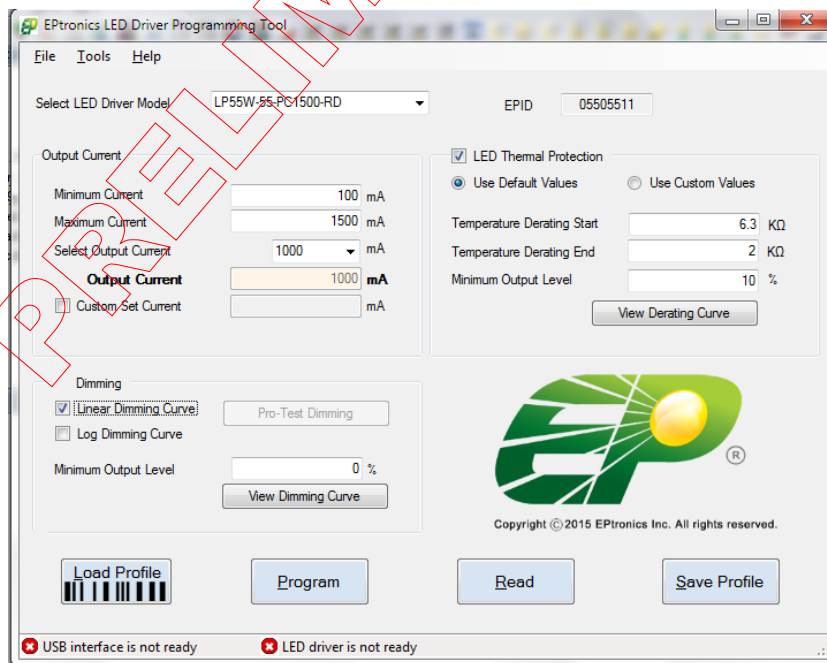 EPtronics LED Driver Programming Tool
File Tools Help
Select LED Driver Model LP55W-55-PC1500-RD EPID 05505511
Output Current
Minimum Current 100 mA
Maximum Current 1500 mA
Select Output Current 1000 mA
Output Current 1000 mA
Custom Set Current mA
LED Thermal Protection
Use Default Values Use Custom Values
Temperature Derating Start 6.3 KΩ
Temperature Derating End 2 KΩ
Minimum Output Level 10 %
View Derating Curve
Dimming
Linear Dimming Curve Pro-Test Dimming
Log Dimming Curve
Minimum Output Level 0 %
View Dimming Curve
EP ®
Copyright ©2015 EPtronics Inc. All rights reserved.
Load Profile Program Read Save Profile
USB interface is not ready LED driver is not ready
PRELIM